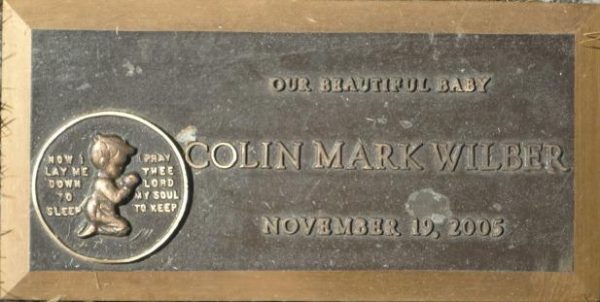 OUR BEAUTIFUL BABY
COLIN MARK WILBER
NOVEMBER 19, 2005
NOW I
LAY ME
DOWN
TO
SLEEP
I PRAY
THEE
LORD
MY SOUL
TO KEEP